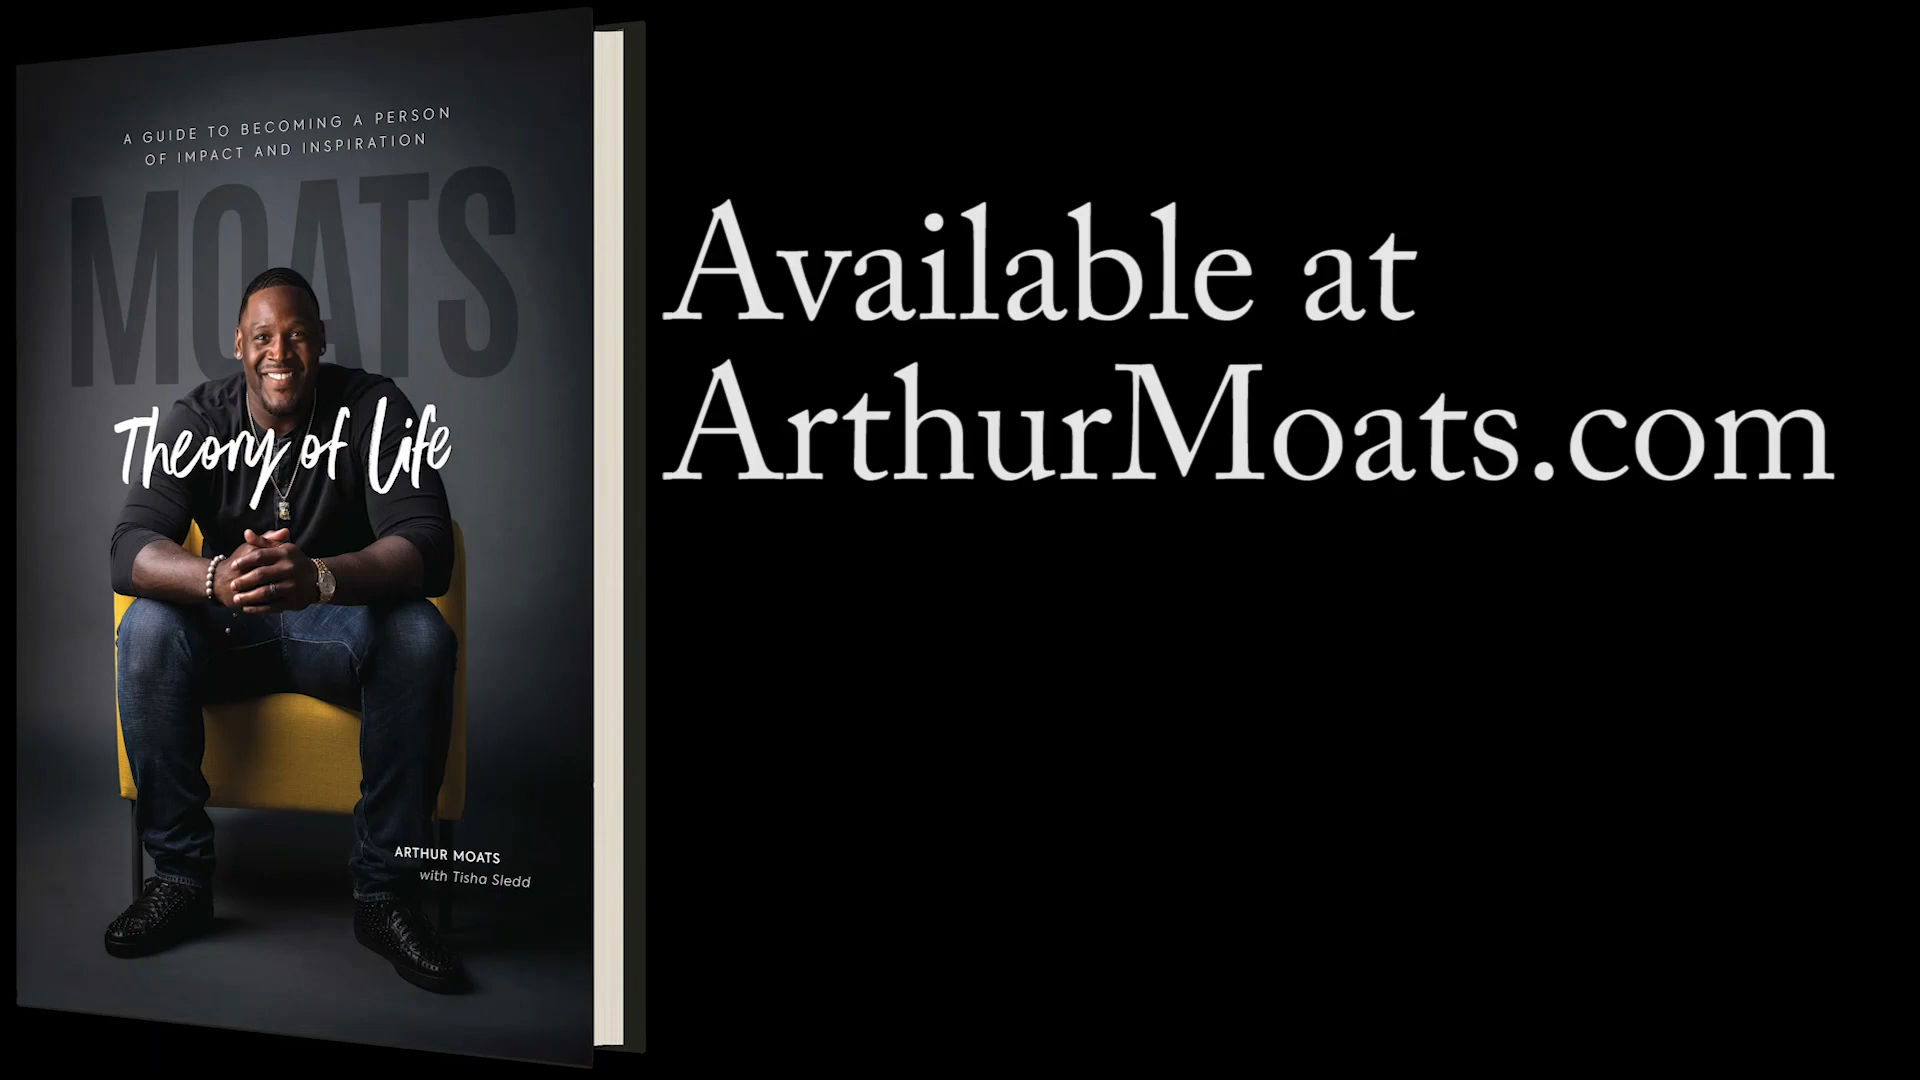 A GUIDE TO BECOMING A PERSON
OF IMPACT AND INSPIRATION
MOATS
Theory of Life
ARTHUR MOATS
with Tisha Sledd
Available at
ArthurMoats.com